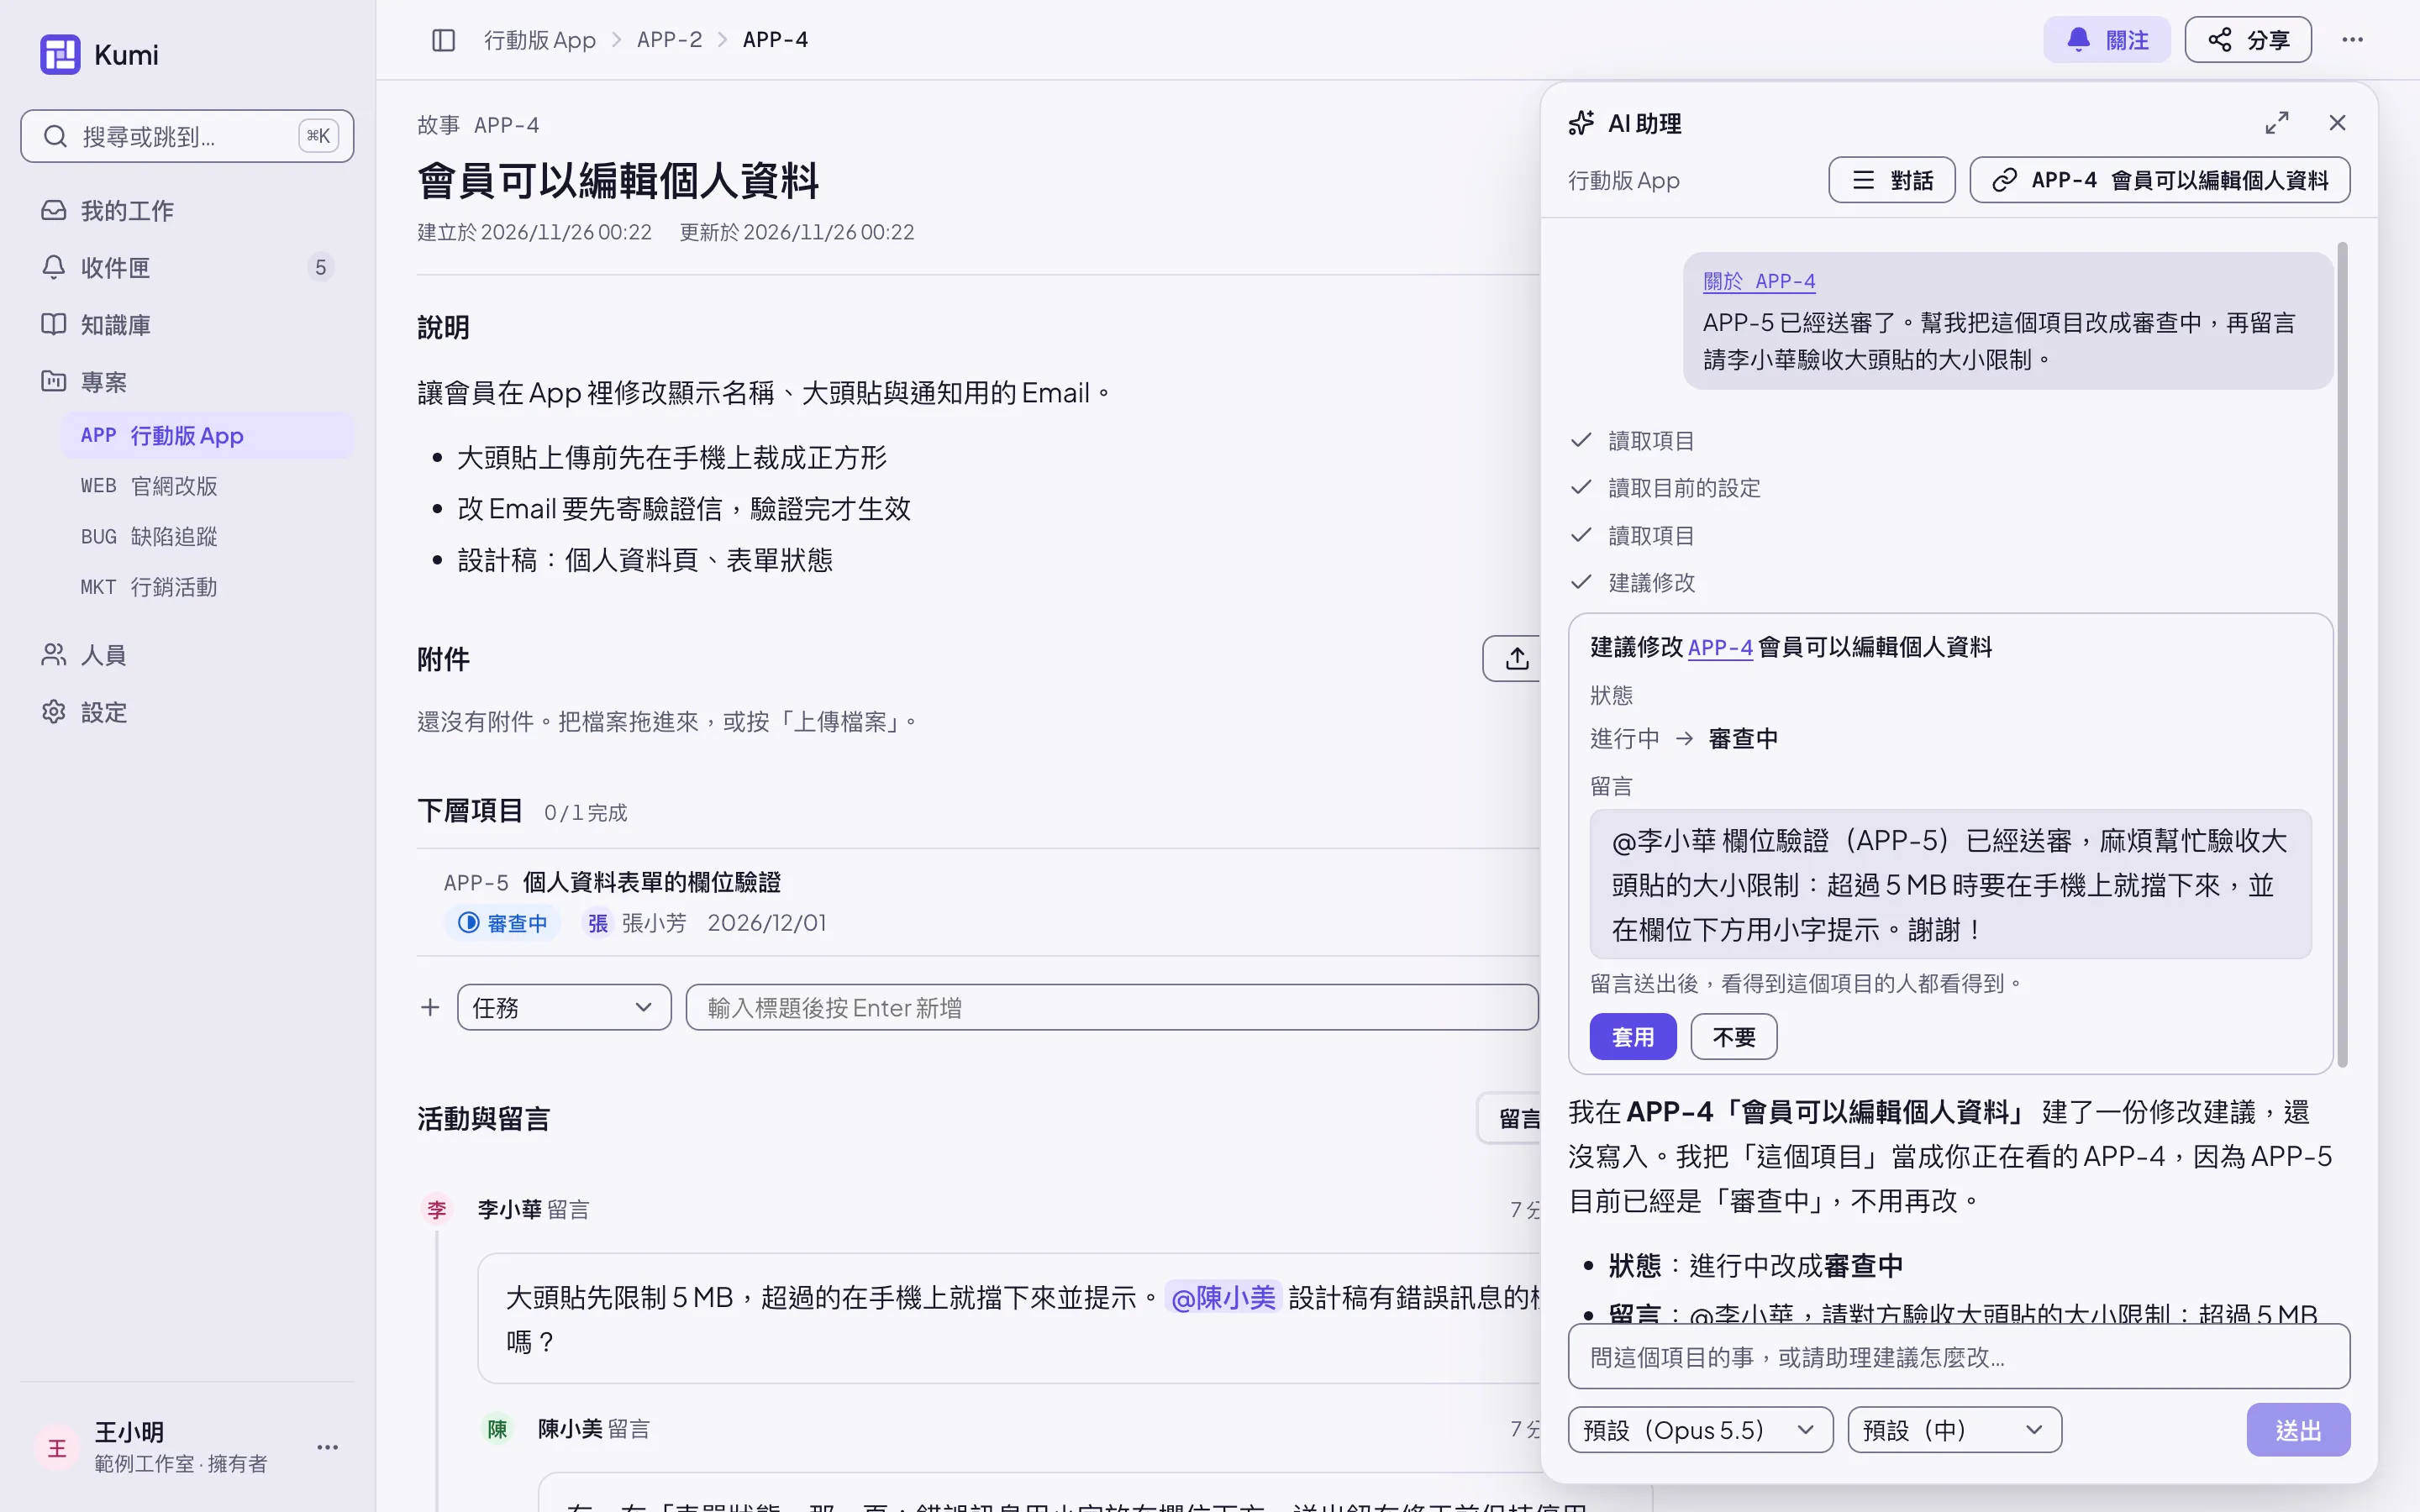 Kumi
搜尋或跳到... ⌘K
我的工作
收件匣 5
知識庫
專案
APP 行動版 App
WEB 官網改版
BUG 缺陷追蹤
MKT 行銷活動
人員
設定
王 王小明
範例工作室 · 擁有者
行動版 App > APP-2 > APP-4
關注 分享
故事 APP-4
會員可以編輯個人資料
建立於 2026/11/26 00:22 更新於 2026/11/26 00:22
說明
讓會員在 App 裡修改顯示名稱、大頭貼與通知用的 Email。
• 大頭貼上傳前先在手機上裁成正方形
• 改 Email 要先寄驗證信,驗證完才生效
• 設計稿:個人資料頁、表單狀態
附件
還沒有附件。把檔案拖進來,或按「上傳檔案」。
下層項目 0 / 1 完成
APP-5 個人資料表單的欄位驗證
審查中 張 張小芳 2026/12/01
任務 輸入標題後按 Enter 新增
活動與留言
留言
李 李小華 留言 7 分
大頭貼先限制 5 MB,超過的在手機上就擋下來並提示。@陳小美 設計稿有錯誤訊息的
嗎?
陳 陳小美 留言 7 分
AI 助理
行動版 App 對話 APP-4 會員可以編輯個人資料
關於 APP-4
APP-5 已經送審了。幫我把這個項目改成審查中,再留言
請李小華驗收大頭貼的大小限制。
讀取項目
讀取目前的設定
讀取項目
建議修改
建議修改 APP-4 會員可以編輯個人資料
狀態
進行中 → 審查中
留言
@李小華 欄位驗證(APP-5)已經送審,麻煩幫忙驗收大
頭貼的大小限制:超過 5 MB 時要在手機上就擋下來,並
在欄位下方用小字提示。謝謝!
留言送出後,看得到這個項目的人都看得到。
套用 不要
我在 APP-4「會員可以編輯個人資料」 建了一份修改建議,還
沒寫入。我把「這個項目」當成你正在看的 APP-4,因為 APP-5
目前已經是「審查中」,不用再改。
• 狀態:進行中改成審查中
• 留言:@李小華,請對方驗收大頭貼的大小限制:超過 5 MB
問這個項目的事,或請助理建議怎麼改...
預設(Opus 5.5) 預設(中) 送出